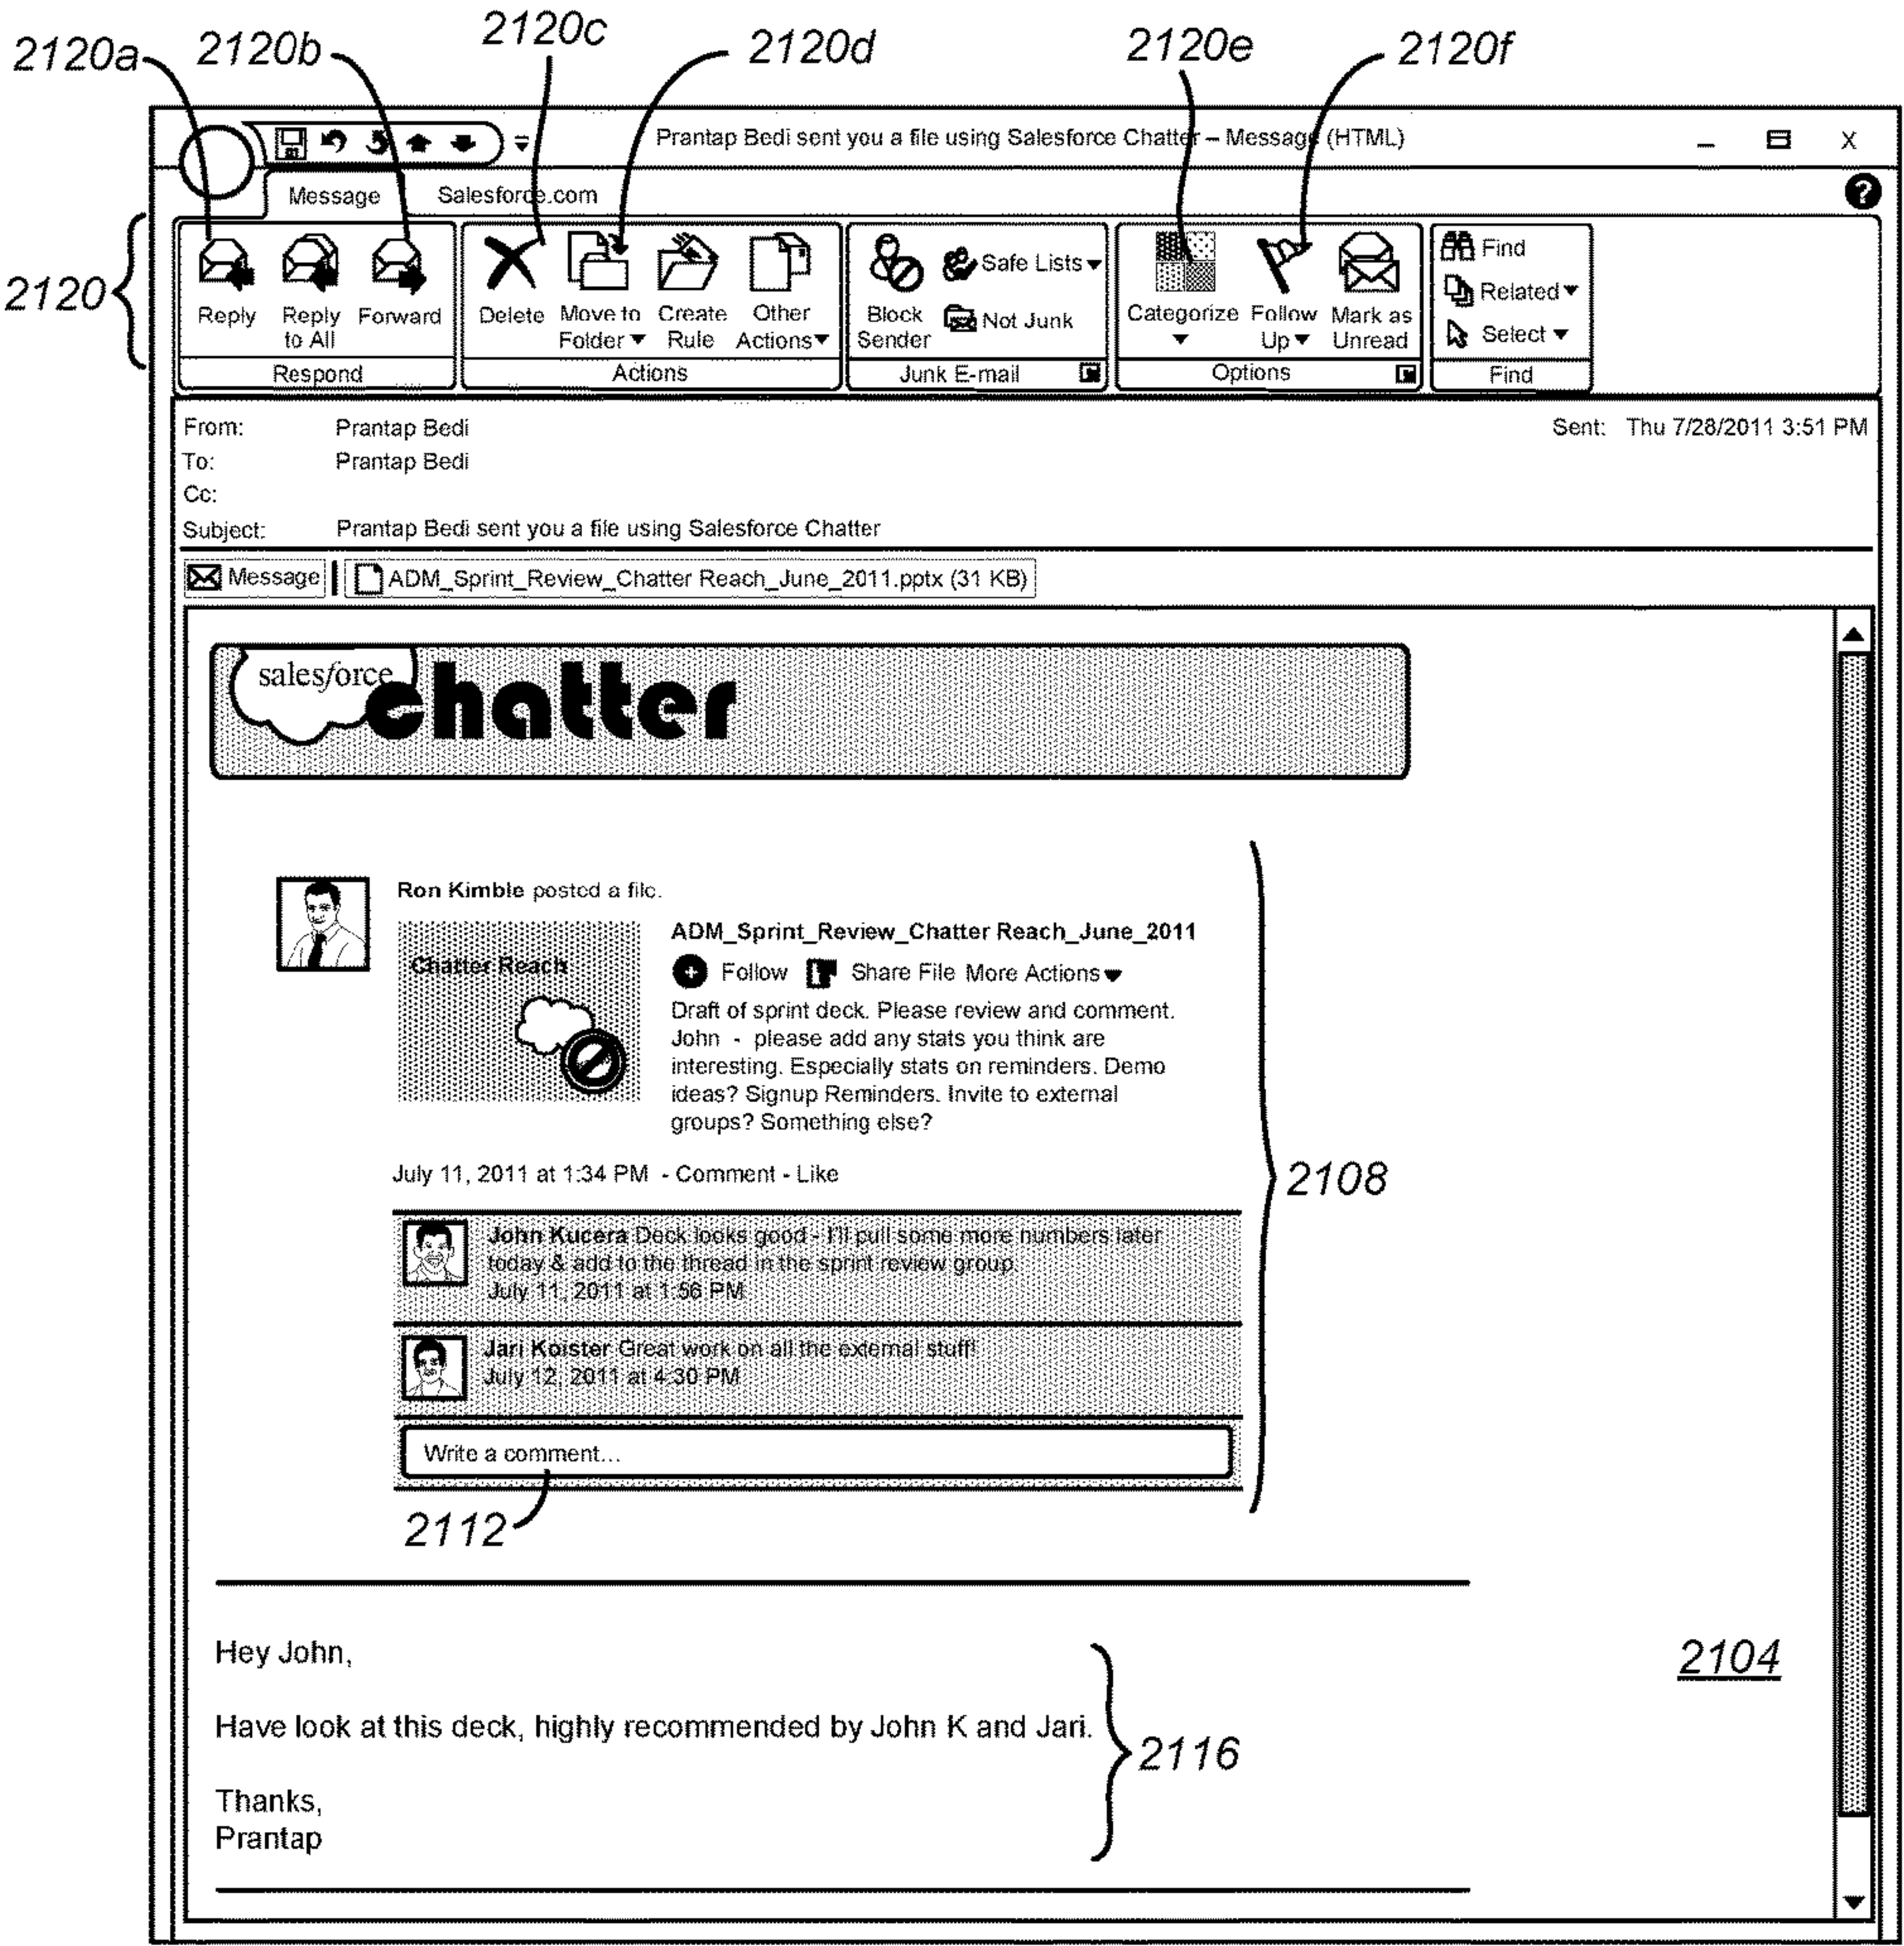 2120a 2120b 2120c 2120d 2120e 2120f
Prantap Bedi sent you a file using Salesforce Chatter – Message (HTML) X
Message Salesforce.com ?
2120
Reply Reply to All Forward
Respond
Delete Move to Folder Create Rule Other Actions
Actions
Block Sender Safe Lists Not Junk
Junk E-mail
Categorize Follow Up Mark as Unread
Options
Find
Related
Select
Find
From: Prantap Bedi Sent: Thu 7/28/2011 3:51 PM
To: Prantap Bedi
Cc:
Subject: Prantap Bedi sent you a file using Salesforce Chatter
Message ADM_Sprint_Review_Chatter Reach_June_2011.pptx (31 KB)
salesforce
chatter
Ron Kimble posted a file.
Chatter Reach
ADM_Sprint_Review_Chatter Reach_June_2011
Follow Share File More Actions
Draft of sprint deck. Please review and comment.
John - please add any stats you think are
interesting. Especially stats on reminders. Demo
ideas? Signup Reminders. Invite to external
groups? Something else?
July 11, 2011 at 1:34 PM - Comment - Like
2108
John Kucera Deck looks good - I'll pull some more numbers later
today & add to the thread in the sprint review group.
July 11, 2011 at 1:56 PM
Jari Koister Great work on all the external stuff!
July 12, 2011 at 4:30 PM
Write a comment...
2112
Hey John,
2104
Have look at this deck, highly recommended by John K and Jari.
2116
Thanks,
Prantap